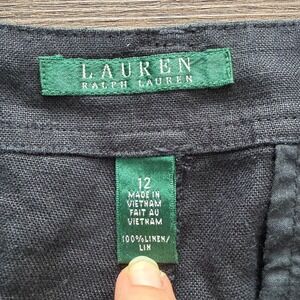 LAUREN
RALPH LAUREN
12
MADE IN
VIETNAM
FAIT AU
VIETNAM
100% LINEN/
LIN